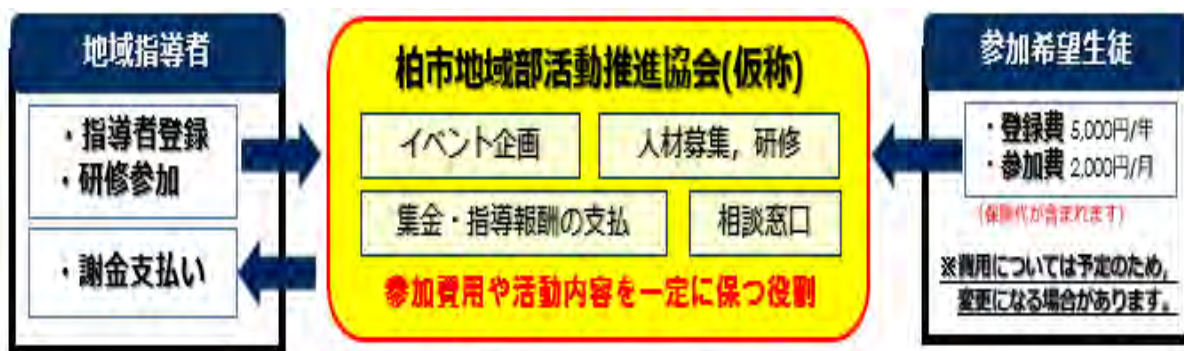 地域指導者
・指導者登録
・研修参加
・謝金支払い
柏市地域部活動推進協会(仮称)
イベント企画
人材募集，研修
集金・指導報酬の支払
相談窓口
参加費用や活動内容を一定に保つ役割
参加希望生徒
・登録費 5,000円/年
・参加費 2,000円/月
(保険代が含まれます)
※費用については予定のため，
変更になる場合があります。